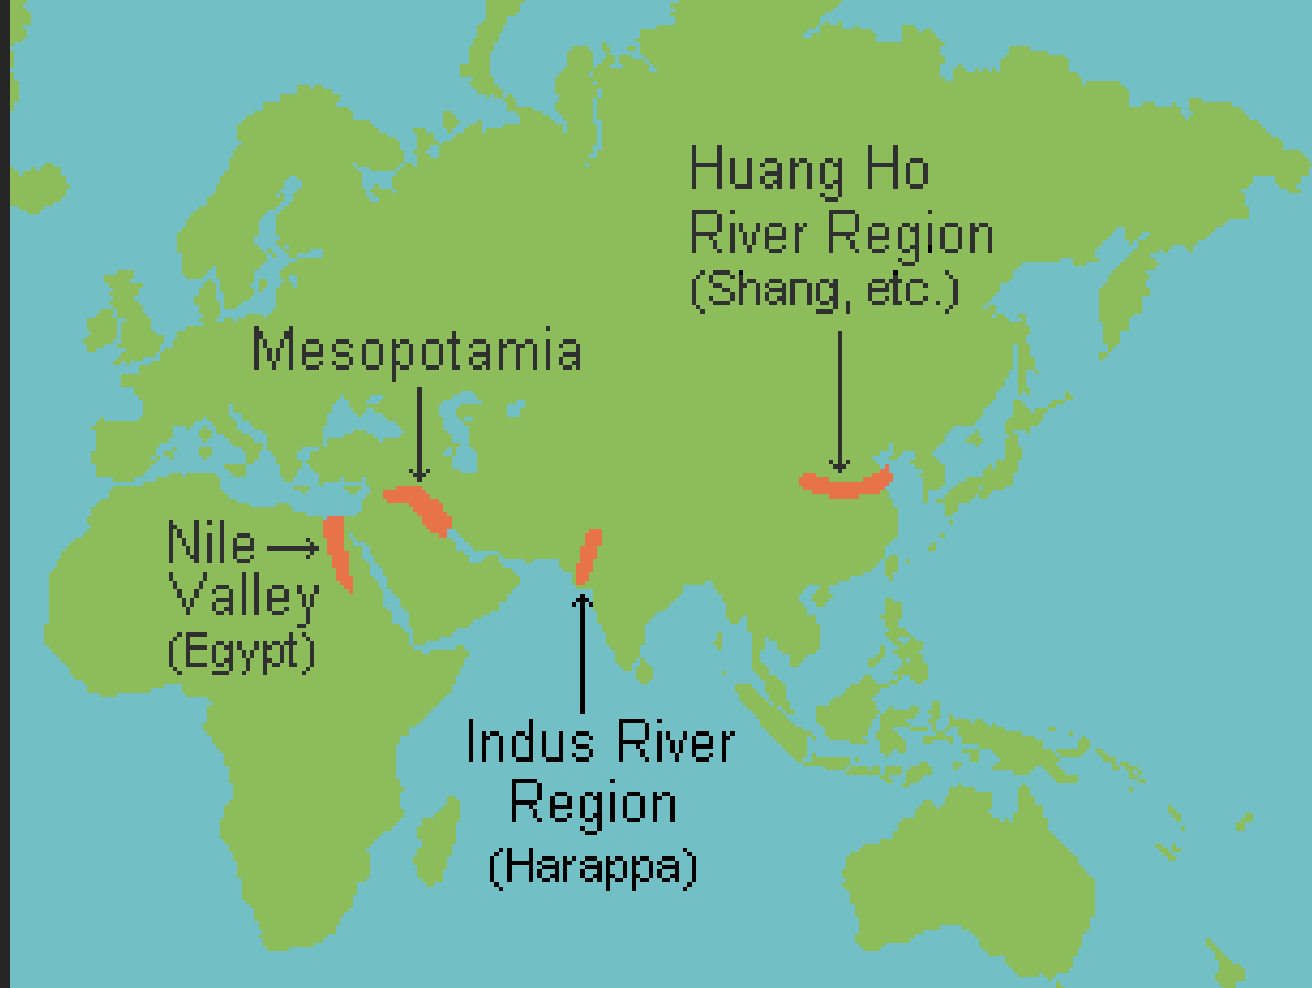 Huang Ho
River Region
(Shang, etc.)
Mesopotamia
Nile
Valley
(Egypt)
Indus River
Region
(Harappa)